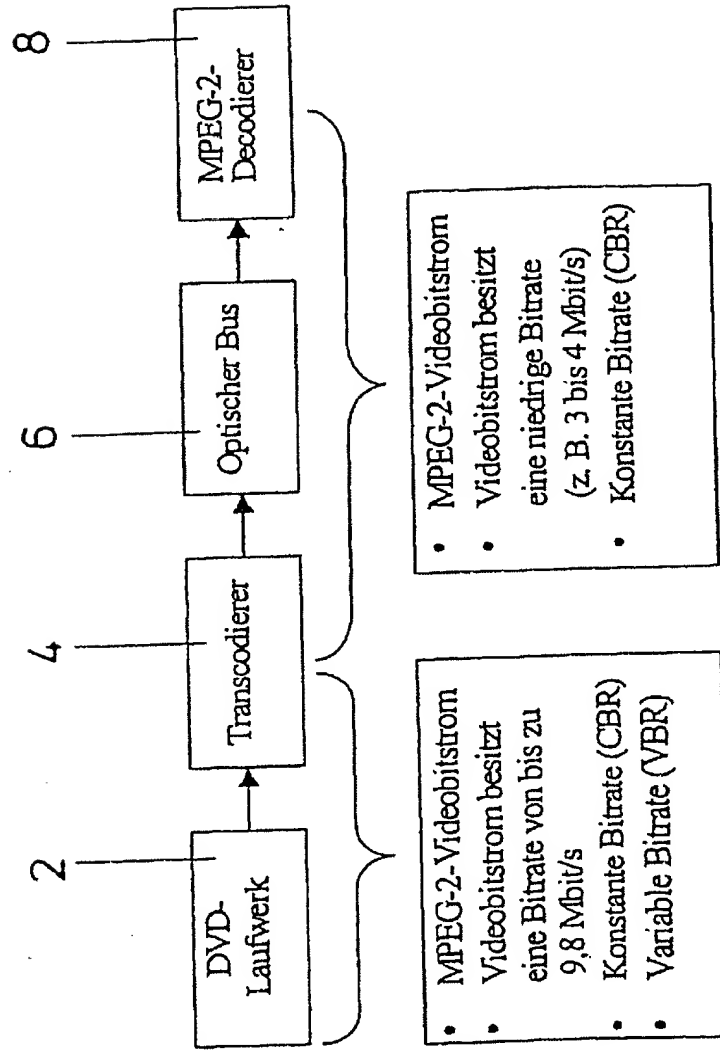 2
4
6
8
DVD-
Laufwerk
Transcodierer
Optischer Bus
MPEG-2-
Decodierer
• MPEG-2-Videobitstrom
• Videobitstrom besitzt
eine Bitrate von bis zu
9,8 Mbit/s
• Konstante Bitrate (CBR)
• Variable Bitrate (VBR)
• MPEG-2-Videobitstrom
• Videobitstrom besitzt
eine niedrige Bitrate
(z. B. 3 bis 4 Mbit/s)
• Konstante Bitrate (CBR)